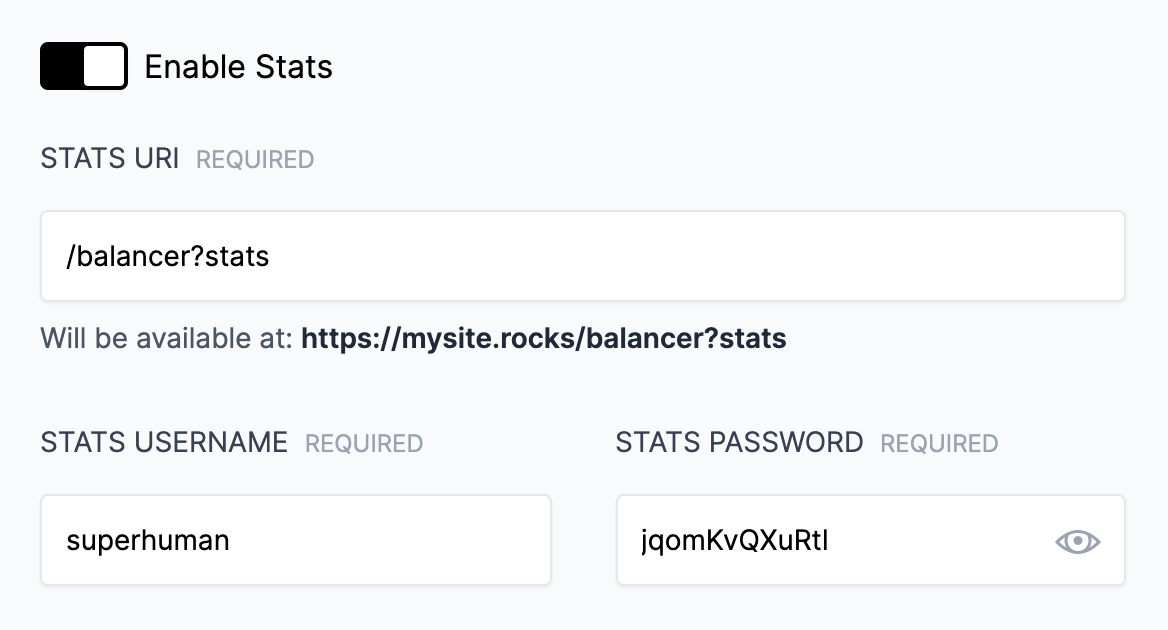 Enable Stats
STATS URI REQUIRED
/balancer?stats
Will be available at: https://mysite.rocks/balancer?stats
STATS USERNAME REQUIRED
superhuman
STATS PASSWORD REQUIRED
jqomKvQXuRtl